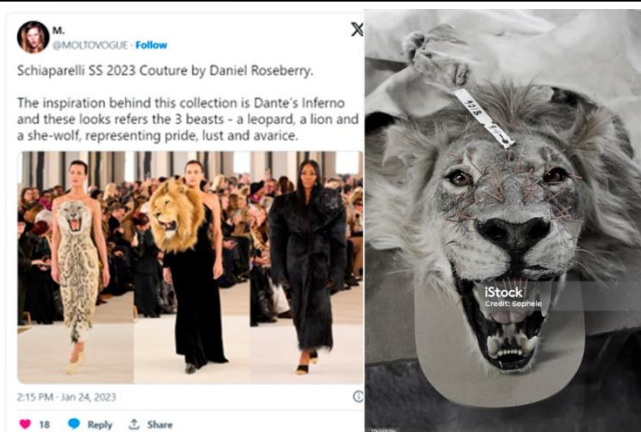 M.
@MOLTOVOGUE · Follow
Schiaparelli SS 2023 Couture by Daniel Roseberry.
The inspiration behind this collection is Dante's Inferno
and these looks refers the 3 beasts - a leopard, a lion and
a she-wolf, representing pride, lust and avarice.
2:15 PM · Jan 24, 2023
18 Reply Share
iStock
Credit: Gephele